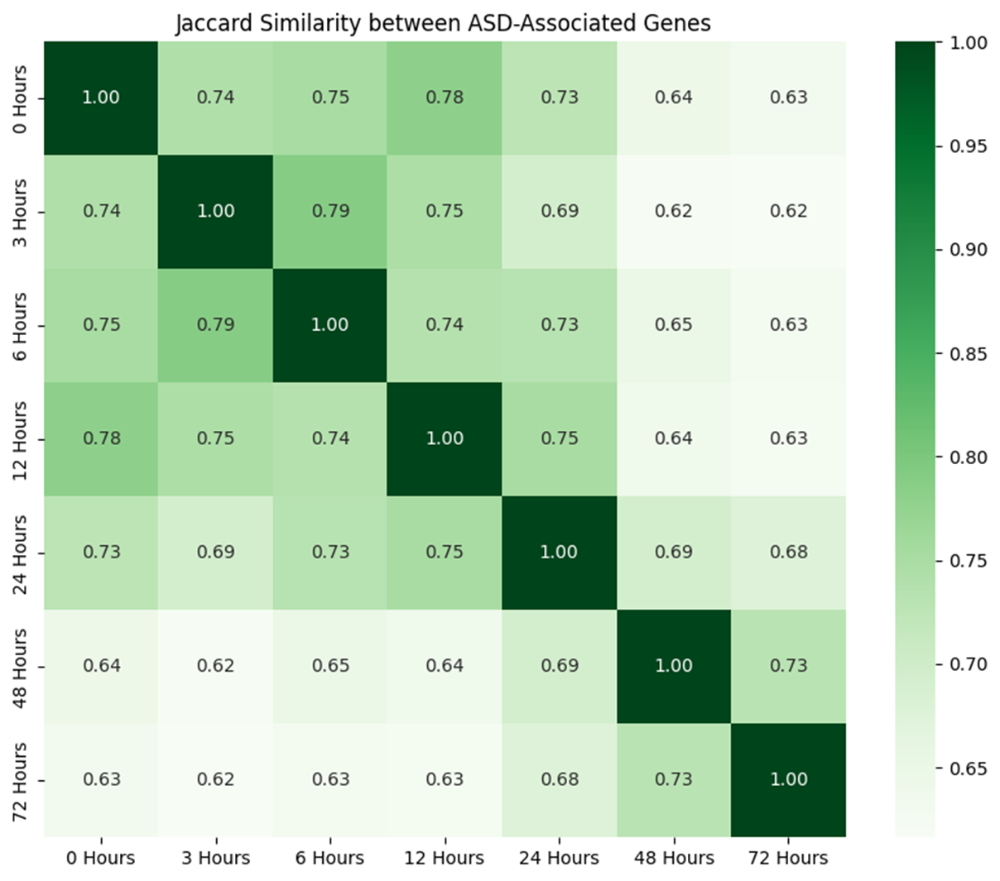 Jaccard Similarity between ASD-Associated Genes
0 Hours 1.00 0.74 0.75 0.78 0.73 0.64 0.63
3 Hours 0.74 1.00 0.79 0.75 0.69 0.62 0.62
6 Hours 0.75 0.79 1.00 0.74 0.73 0.65 0.63
12 Hours 0.78 0.75 0.74 1.00 0.75 0.64 0.63
24 Hours 0.73 0.69 0.73 0.75 1.00 0.69 0.68
48 Hours 0.64 0.62 0.65 0.64 0.69 1.00 0.73
72 Hours 0.63 0.62 0.63 0.63 0.68 0.73 1.00
0 Hours 3 Hours 6 Hours 12 Hours 24 Hours 48 Hours 72 Hours
1.00
0.95
0.90
0.85
0.80
0.75
0.70
0.65